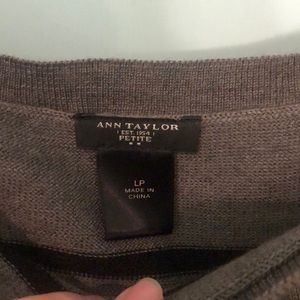 ANN TAYLOR
| EST. 1954 |
PETITE
LP
MADE IN
CHINA